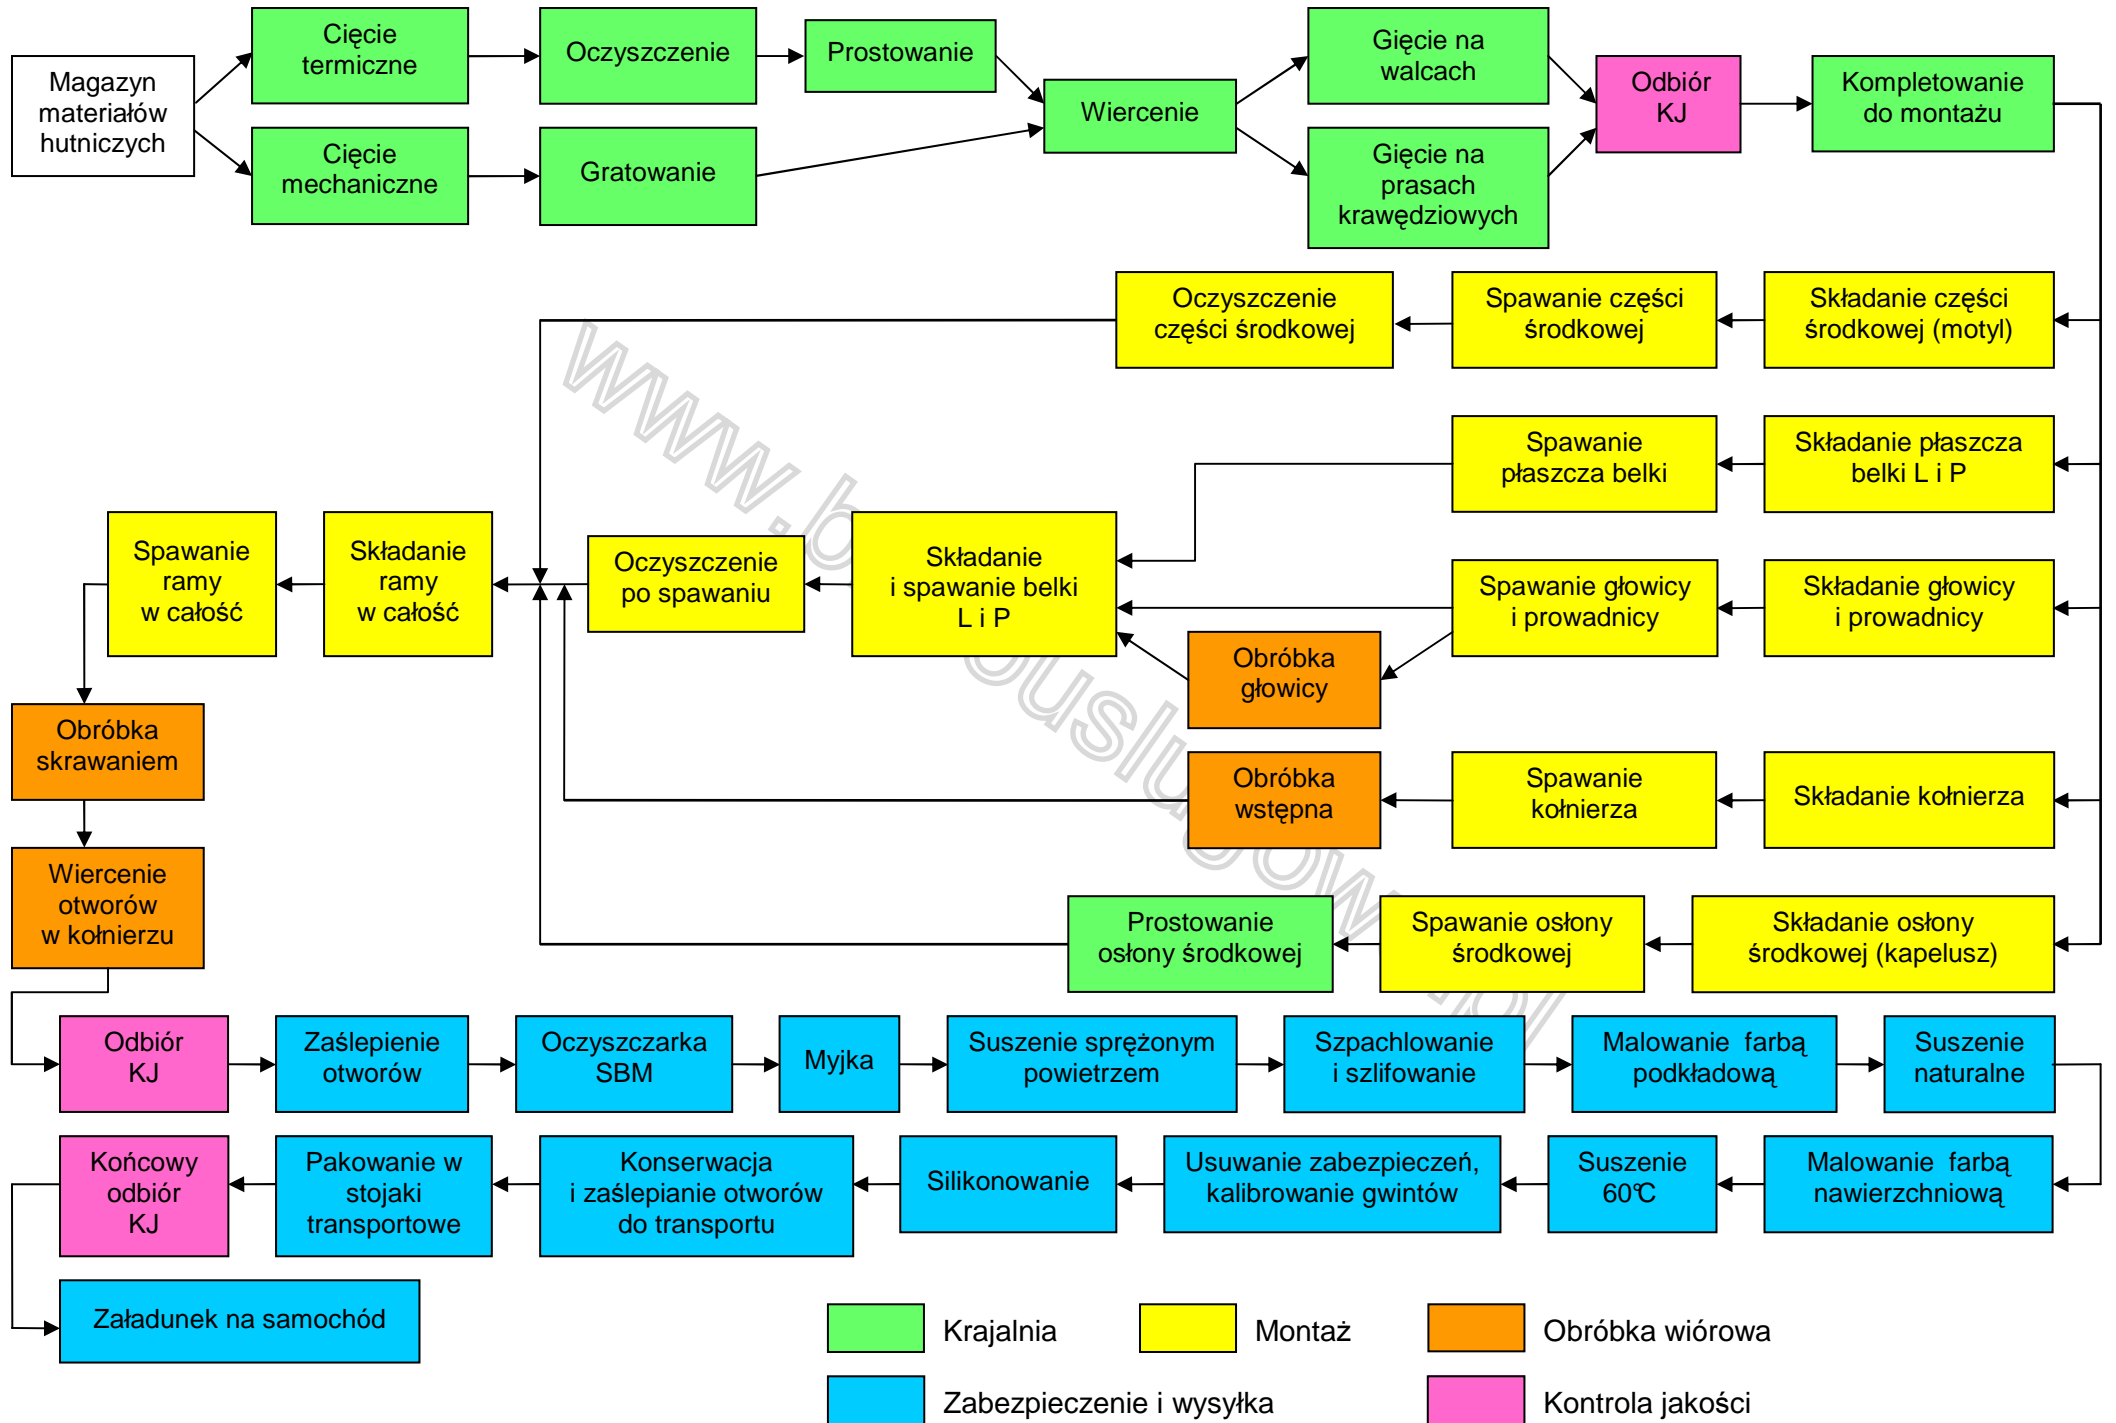 Magazyn
materiałów
hutniczych
Cięcie
termiczne
Oczyszczenie
Prostowanie
Cięcie
mechaniczne
Gratowanie
Wiercenie
Gięcie na
walcach
Gięcie na
prasach
krawędziowych
Odbiór
KJ
Kompletowanie
do montażu
Oczyszczenie
części środkowej
Spawanie części
środkowej
Składanie części
środkowej (motyl)
Spawanie
płaszcza belki
Składanie płaszcza
belki L i P
Spawanie
ramy
w całość
Składanie
ramy
w całość
Oczyszczenie
po spawaniu
Składanie
i spawanie belki
L i P
Spawanie głowicy
i prowadnicy
Składanie głowicy
i prowadnicy
Obróbka
głowicy
Obróbka
skrawaniem
Obróbka
wstępna
Spawanie
kołnierza
Składanie kołnierza
Wiercenie
otworów
w kołnierzu
Prostowanie
osłony środkowej
Spawanie osłony
środkowej
Składanie osłony
środkowej (kapelusz)
Odbiór
KJ
Zaślepienie
otworów
Oczyszczarka
SBM
Myjka
Suszenie sprężonym
powietrzem
Szpachlowanie
i szlifowanie
Malowanie farbą
podkładową
Suszenie
naturalne
Końcowy
odbiór
KJ
Pakowanie w
stojaki
transportowe
Konserwacja
i zaślepianie otworów
do transportu
Silikonowanie
Usuwanie zabezpieczeń,
kalibrowanie gwintów
Suszenie
60°C
Malowanie farbą
nawierzchniową
Załadunek na samochód
Krajalnia
Montaż
Obróbka wiórowa
Zabezpieczenie i wysyłka
Kontrola jakości